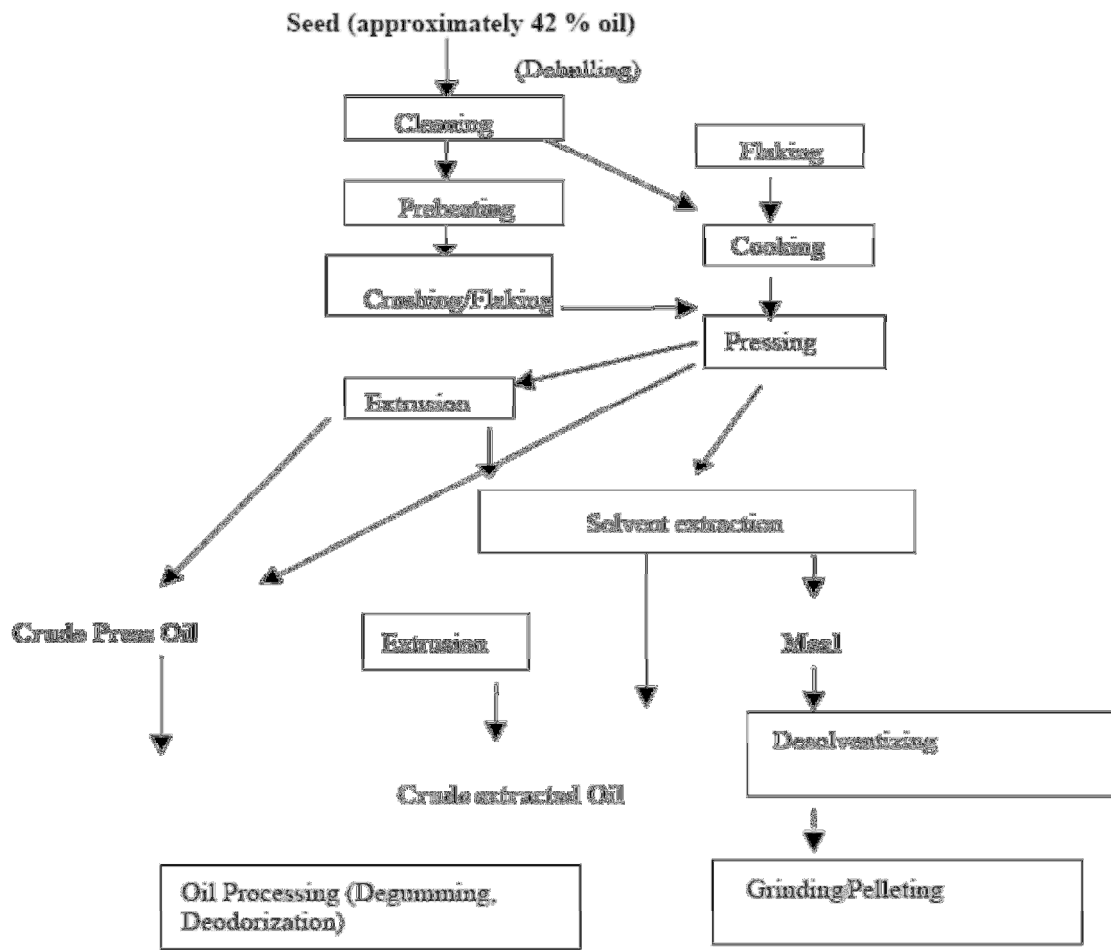 Seed (approximately 42 % oil)
(Dehulling)
Cleaning
Flaking
Preheating
Cooking
Crushing/Flaking
Pressing
Extrusion
Solvent extraction
Crude Press Oil
Extrusion
Meal
Desolventizing
Crude extracted Oil
Oil Processing (Degumming,
Deodorization)
Grinding/Pelleting